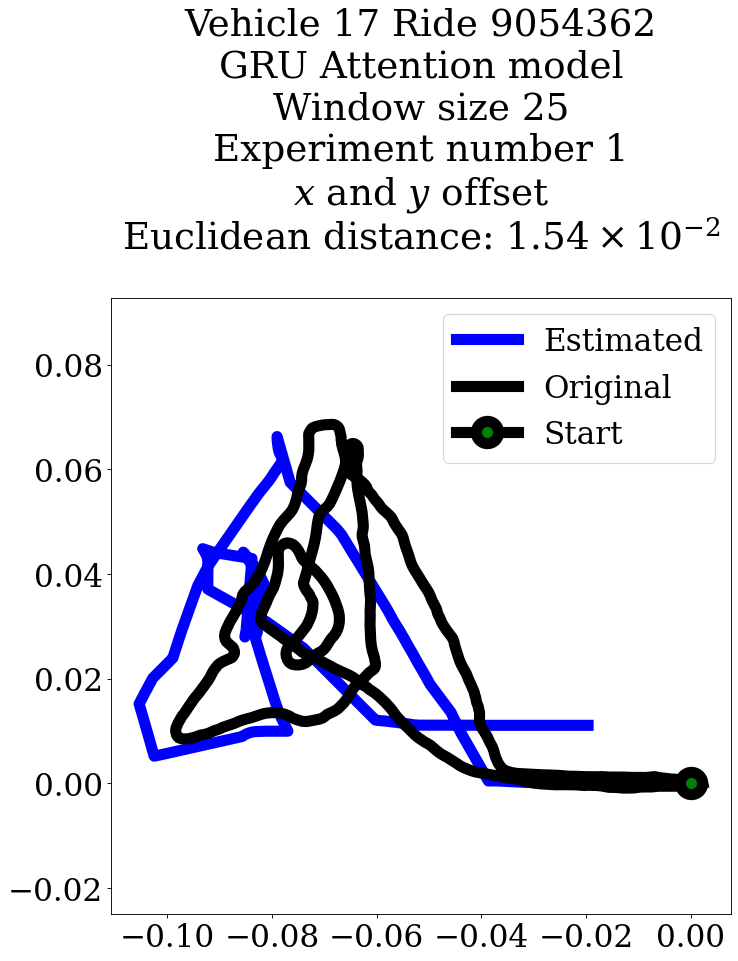 Vehicle 17 Ride 9054362
GRU Attention model
Window size 25
Experiment number 1
x and y offset
Euclidean distance: 1.54 × 10⁻²
Estimated
Original
Start
0.08
0.06
0.04
0.02
0.00
−0.02
−0.10 −0.08 −0.06 −0.04 −0.02 0.00